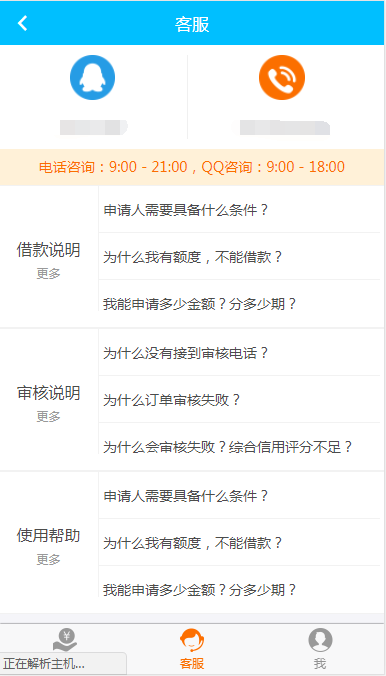 客服
电话咨询：9:00 - 21:00，QQ咨询：9:00 - 18:00
借款说明
更多
申请人需要具备什么条件？
为什么我有额度，不能借款？
我能申请多少金额？分多少期？
审核说明
更多
为什么没有接到审核电话？
为什么订单审核失败？
为什么会审核失败？综合信用评分不足？
使用帮助
更多
申请人需要具备什么条件？
为什么我有额度，不能借款？
我能申请多少金额？分多少期？
¥
正在解析主机...
客服
我